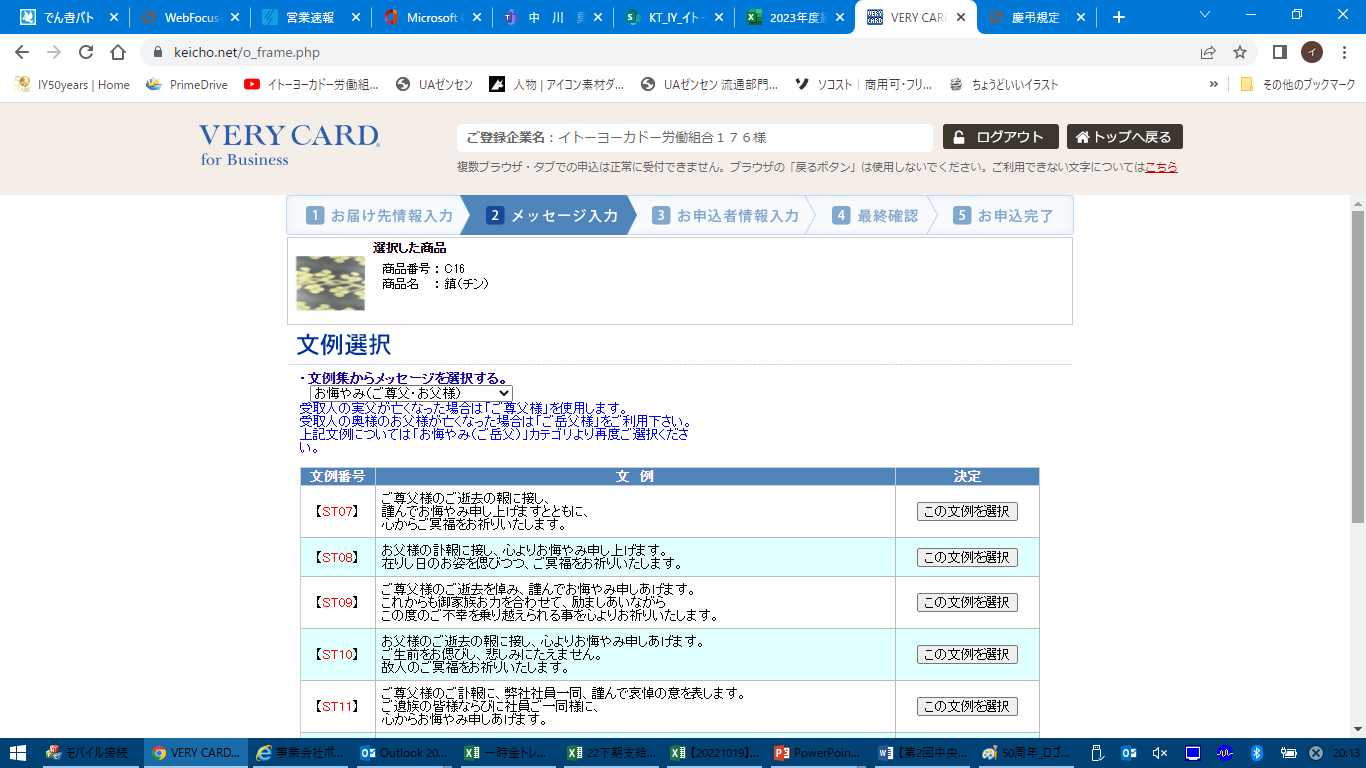 でん㐂パト
WebFocus
営業速報
Microsoft
中　川
KT_IY_イト
2023年度
VERY CAR
慶弔規定
keicho.net/o_frame.php
イ
IY50years | Home
PrimeDrive
イトーヨーカドー労働組...
UAゼンセン
人物 | アイコン素材ダ...
UAゼンセン 流通部門...
ソコスト | 商用可・フリ...
ちょうどいいイラスト
»
その他のブックマーク
VERY CARD®
for Business
ご登録企業名：イトーヨーカドー労働組合１７６様
ログアウト
トップへ戻る
複数ブラウザ・タブでの申込は正常に受付できません。ブラウザの「戻るボタン」は使用しないでください。ご利用できない文字についてはこちら
1 お届け先情報入力
2 メッセージ入力
3 お申込者情報入力
4 最終確認
5 お申込完了
選択した商品
商品番号：C16
商品名　：鎮(チン)
文例選択
・文例集からメッセージを選択する。
お悔やみ（ご尊父・お父様）
受取人の実父が亡くなった場合は「ご尊父様」を使用します。
受取人の奥様のお父様が亡くなった場合は「ご岳父様」をご利用下さい。
上記文例については「お悔やみ（ご岳父）」カテゴリより再度ご選択くださ
い。
文例番号 文 例 決定
【ST07】
ご尊父様のご逝去の報に接し、
謹んでお悔やみ申し上げますとともに、
心からご冥福をお祈りいたします。
この文例を選択
【ST08】
お父様の訃報に接し、心よりお悔やみ申し上げます。
在りし日のお姿を偲びつつ、ご冥福をお祈りいたします。
この文例を選択
【ST09】
ご尊父様のご逝去を悼み、謹んでお悔やみ申しあげます。
これからも御家族お力を合わせて、励ましあいながら
この度のご不幸を乗り越えられる事を心よりお祈りいたします。
この文例を選択
【ST10】
お父様のご逝去の報に接し、心よりお悔やみ申しあげます。
ご生前をお偲びし、悲しみにたえません。
故人のご冥福をお祈りいたします。
この文例を選択
【ST11】
ご尊父様のご訃報に、弊社社員一同、謹んで哀悼の意を表します。
ご遺族の皆様ならびに社員ご一同様に、
心からお悔やみ申しあげます。
この文例を選択
モバイル接続
VERY CARD...
事業会社ポ...
Outlook 20...
一時金トレ...
22下期支給...
【20221019】...
PowerPoin...
【第2回中央...
50周年_ロゴ...
20:13